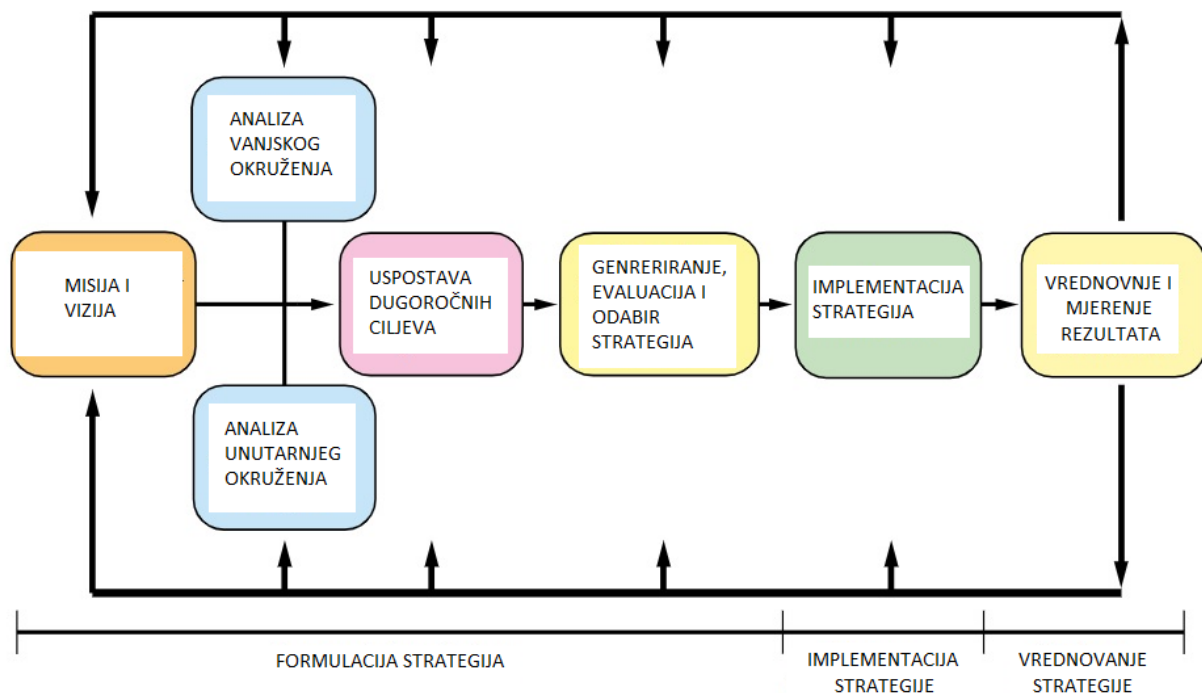 ANALIZA
VANJSKOG
OKRUŽENJA
MISIJA I
VIZIJA
USPOSTAVA
DUGOROČNIH
CILJEVA
GENRERIRANJE,
EVALUACIJA I
ODABIR
STRATEGIJA
IMPLEMENTACIJA
STRATEGIJA
VREDNOVNJE I
MJERENJE
REZULTATA
ANALIZA
UNUTARNJEG
OKRUŽENJA
FORMULACIJA STRATEGIJA
IMPLEMENTACIJA
STRATEGIJE
VREDNOVANJE
STRATEGIJE